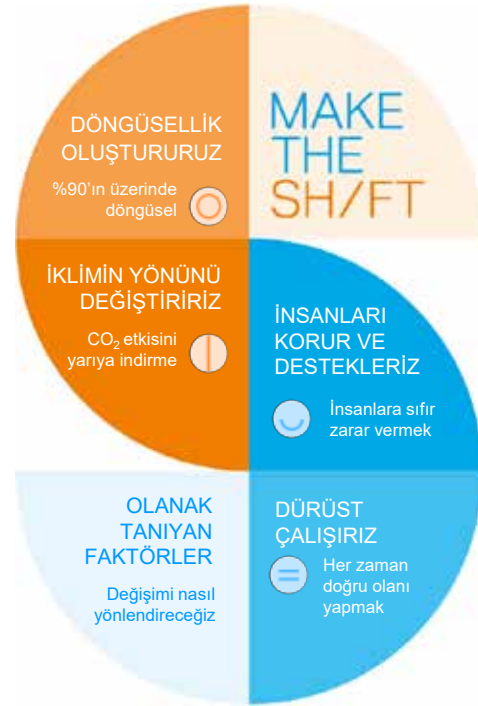 DÖNGÜSELLİK
OLUŞTURURUZ
%90'ın üzerinde
döngüsel
MAKE
THE
SH/FT
İKLİMİN YÖNÜNÜ
DEĞİŞTİRİRİZ
CO₂ etkisini
yarıya indirme
İNSANLARI
KORUR VE
DESTEKLERİZ
İnsanlara sıfır
zarar vermek
OLANAK
TANIYAN
FAKTÖRLER
Değişimi nasıl
yönlendireceğiz
DÜRÜST
ÇALIŞIRIZ
Her zaman
doğru olanı
yapmak